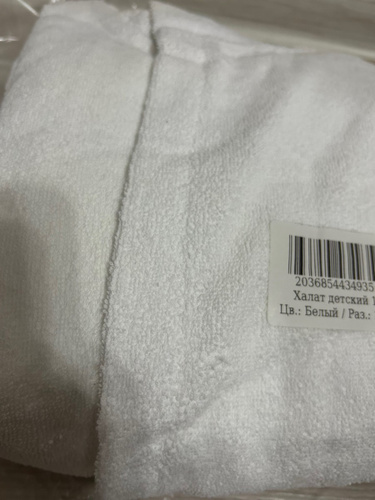 2036854434935
Халат детский
Цв.: Белый / Раз.: